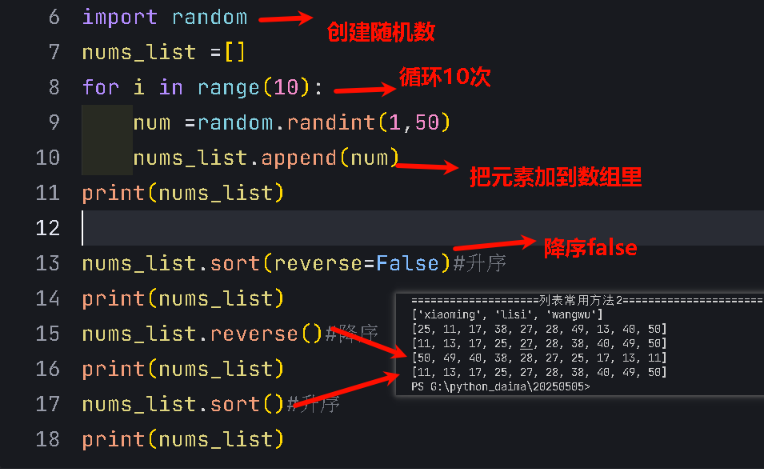 6 import random
创建随机数
7 nums_list =[]
8 for i in range(10):
循环10次
9 num =random.randint(1,50)
10 nums_list.append(num)
把元素加到数组里
11 print(nums_list)
12
降序false
13 nums_list.sort(reverse=False)#升序
14 print(nums_list)
15 nums_list.reverse()#降序
16 print(nums_list)
17 nums_list.sort()#升序
18 print(nums_list)
====================列表常用方法2======================
['xiaoming', 'lisi', 'wangwu']
[25, 11, 17, 38, 27, 28, 49, 13, 40, 50]
[11, 13, 17, 25, 27, 28, 38, 40, 49, 50]
[50, 49, 40, 38, 28, 27, 25, 17, 13, 11]
[11, 13, 17, 25, 27, 28, 38, 40, 49, 50]
PS G:\python_daima\20250505>